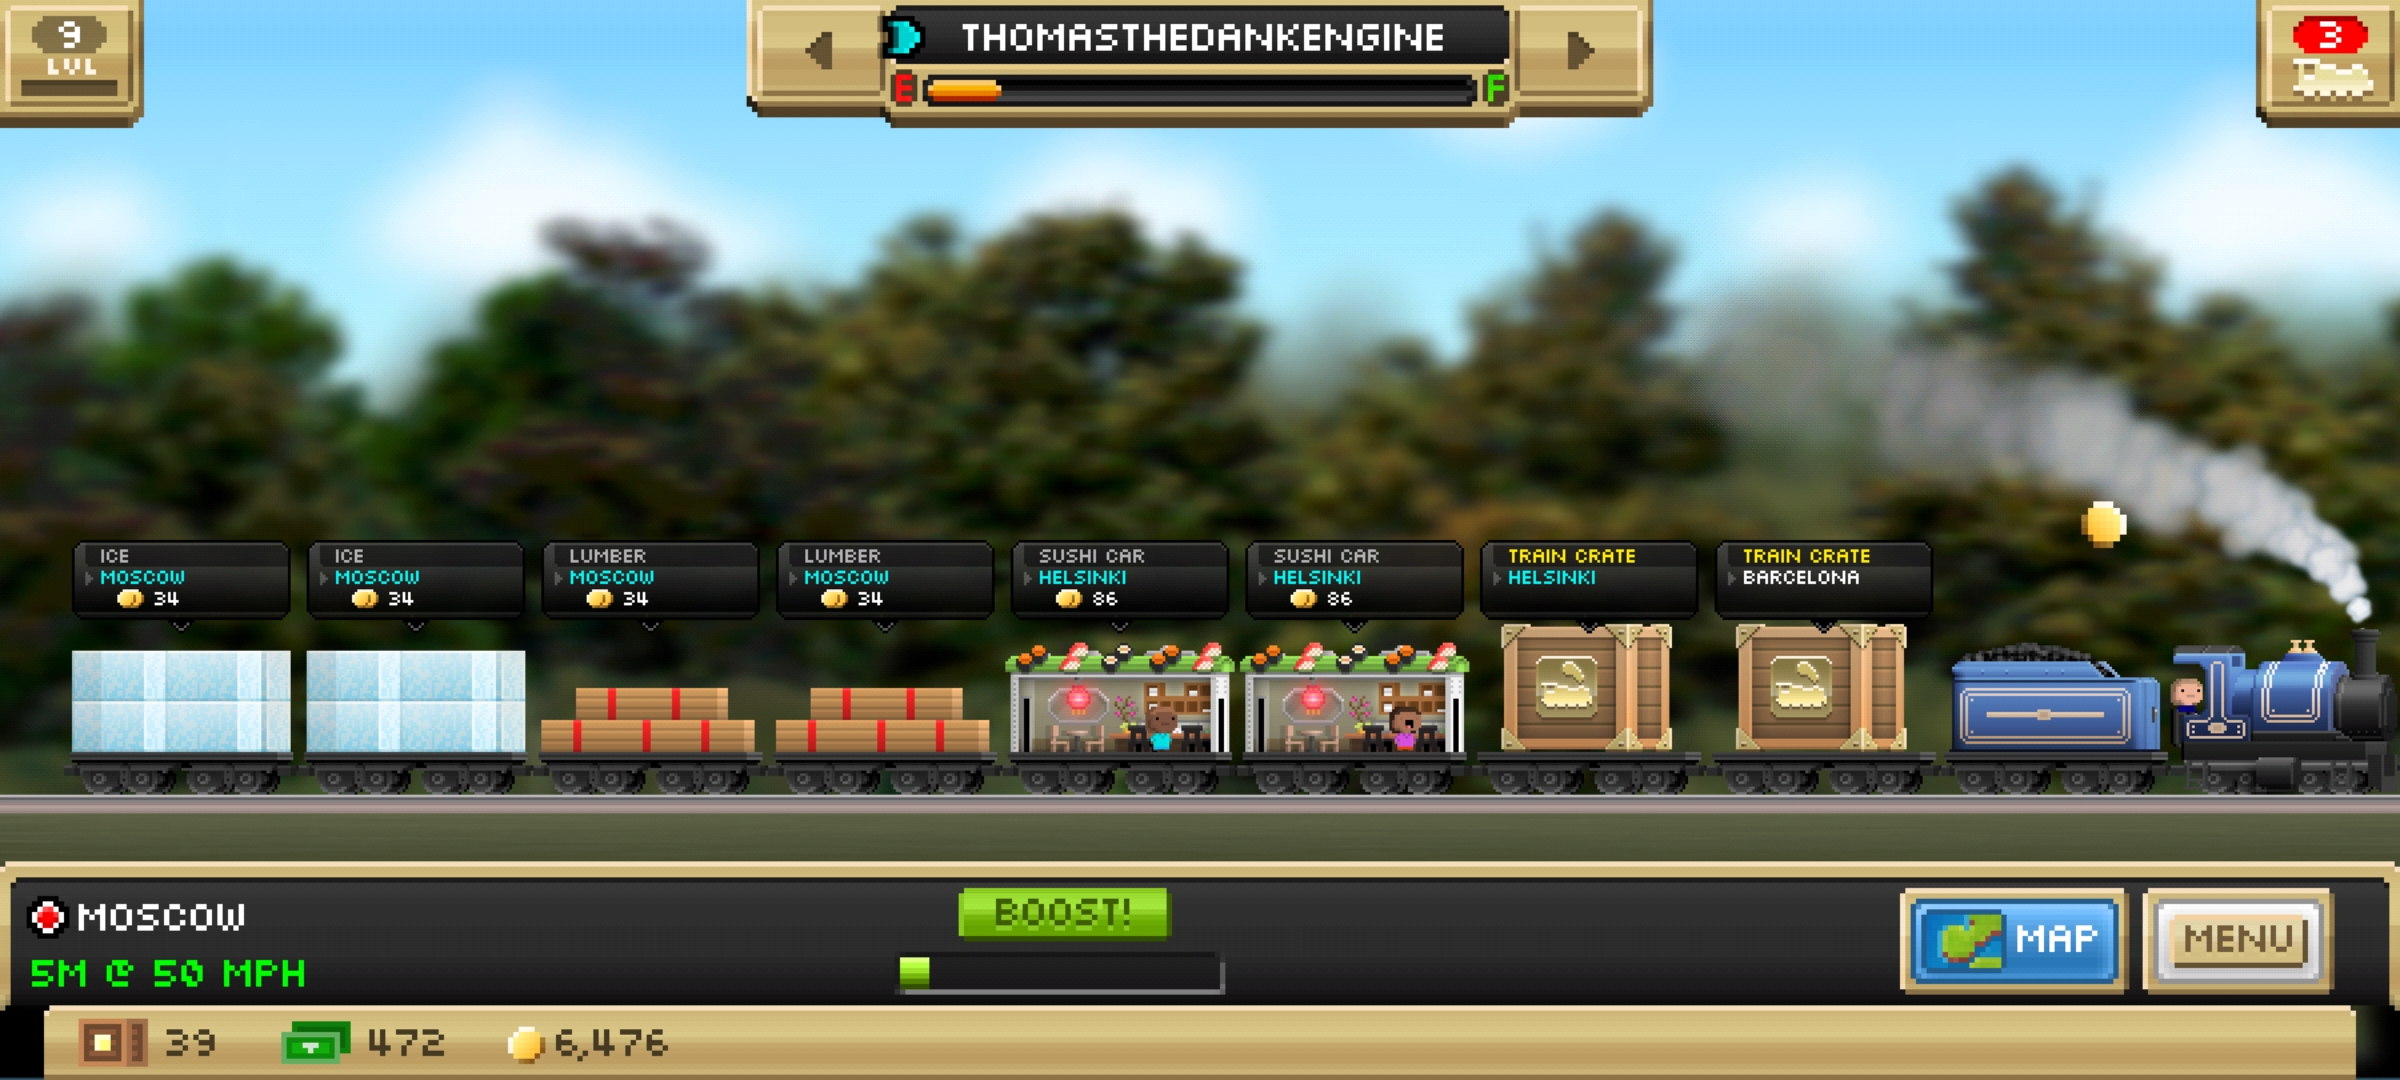 9
LVL
THOMASTHEDANKENGINE
E F
3
ICE
MOSCOW
34
ICE
MOSCOW
34
LUMBER
MOSCOW
34
LUMBER
MOSCOW
34
SUSHI CAR
HELSINKI
86
SUSHI CAR
HELSINKI
86
TRAIN CRATE
HELSINKI
TRAIN CRATE
BARCELONA
MOSCOW
5M @ 50 MPH
BOOST!
MAP
MENU
39
472
6,476